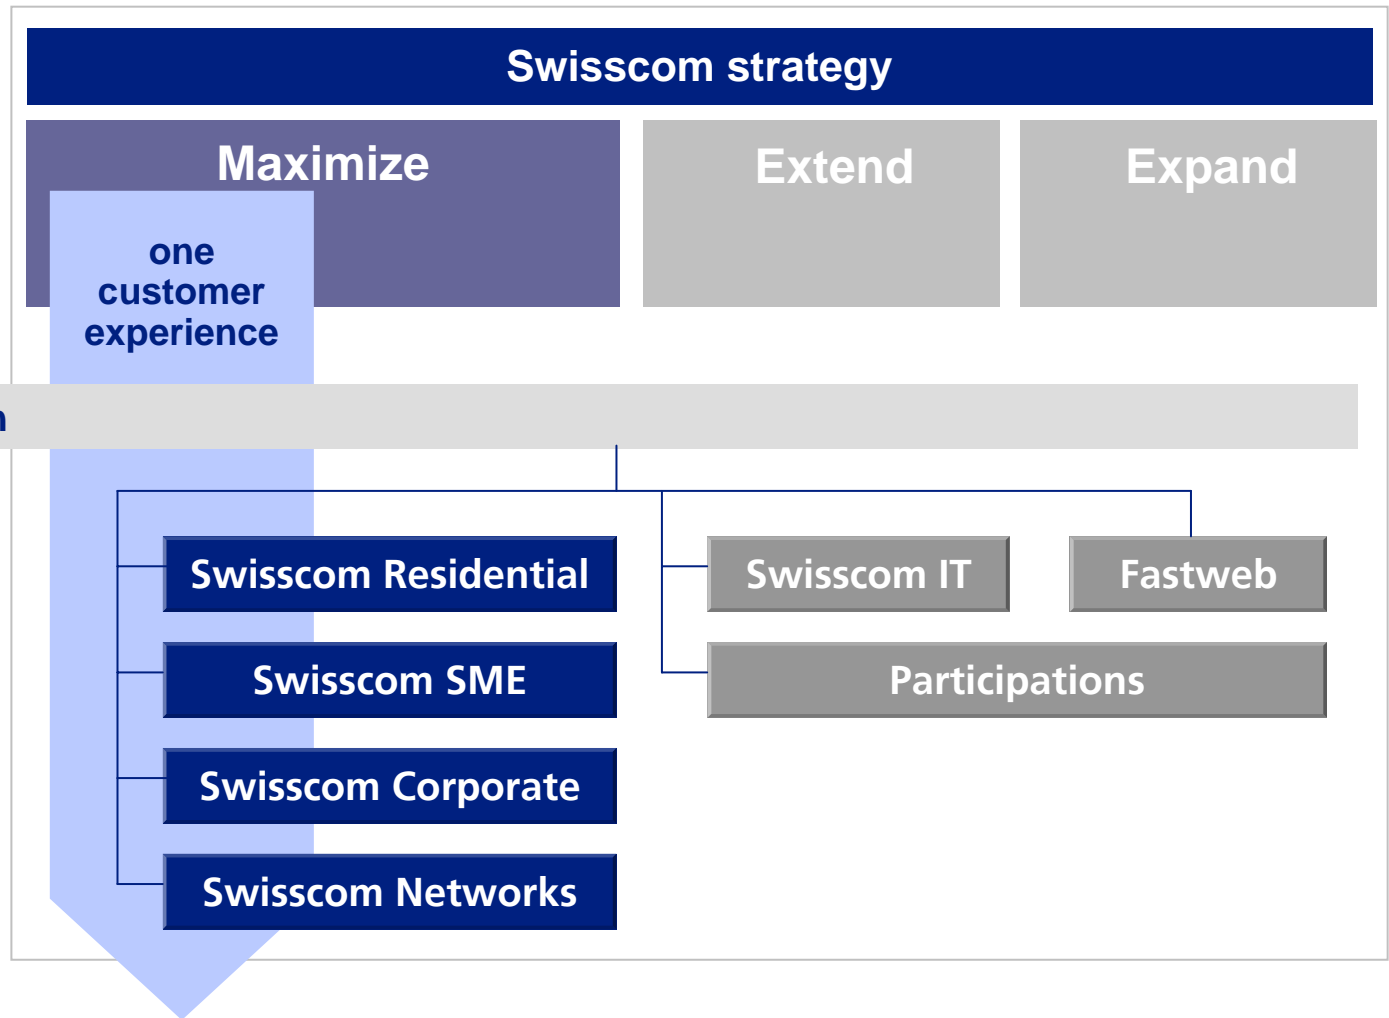 Swisscom strategy
Maximize
Extend
Expand
one
customer
experience
Swisscom Residential
Swisscom IT
Fastweb
Swisscom SME
Participations
Swisscom Corporate
Swisscom Networks